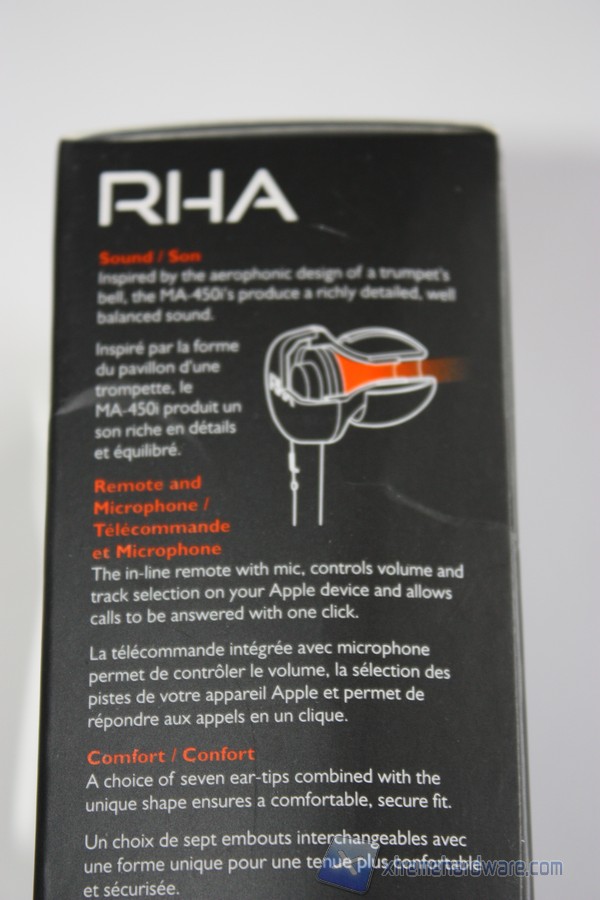 RHA
Sound / Son
Inspired by the aerophonic design of a trumpet's
bell, the MA-450i's produce a richly detailed, well
balanced sound.
Inspiré par la forme
du pavillon d'une
trompette, le
MA-450i produit un
son riche en détails
et équilibré.
Remote and
Microphone /
Télécommande
et Microphone
The in-line remote with mic, controls volume and
track selection on your Apple device and allows
calls to be answered with one click.
La télécommande intégrée avec microphone
permet de contrôler le volume, la sélection des
pistes de votre appareil Apple et permet de
répondre aux appels en un clique.
Comfort / Confort
A choice of seven ear-tips combined with the
unique shape ensures a comfortable, secure fit.
Un choix de sept embouts interchangeables avec
une forme unique pour une tenue plus confortable
et sécurisée.
xtremehardware.com